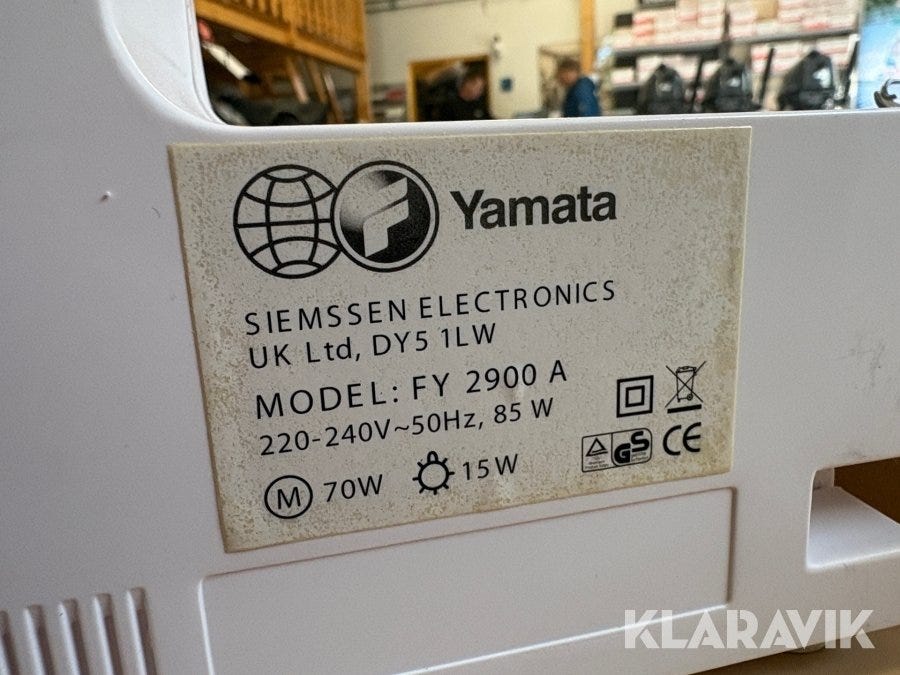 Yamata
SIEMSSEN ELECTRONICS
UK Ltd, DY5 1LW
MODEL: FY 2900 A
220-240V~50Hz, 85 W
M 70W 15W
GS CE
KLARAVIK